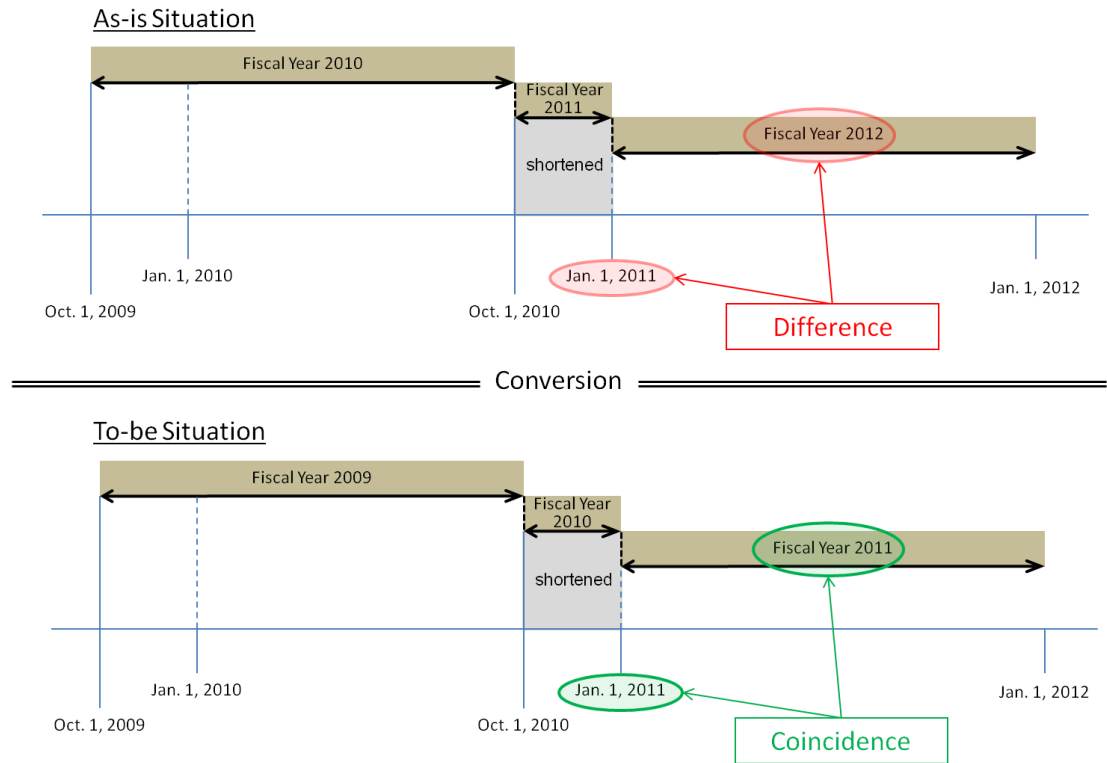 As-is Situation
Fiscal Year 2010
Fiscal Year
2011
Fiscal Year 2012
shortened
Jan. 1, 2010
Jan. 1, 2011
Jan. 1, 2012
Oct. 1, 2009
Oct. 1, 2010
Difference
Conversion
To-be Situation
Fiscal Year 2009
Fiscal Year
2010
Fiscal Year 2011
shortened
Jan. 1, 2010
Jan. 1, 2011
Jan. 1, 2012
Oct. 1, 2009
Oct. 1, 2010
Coincidence